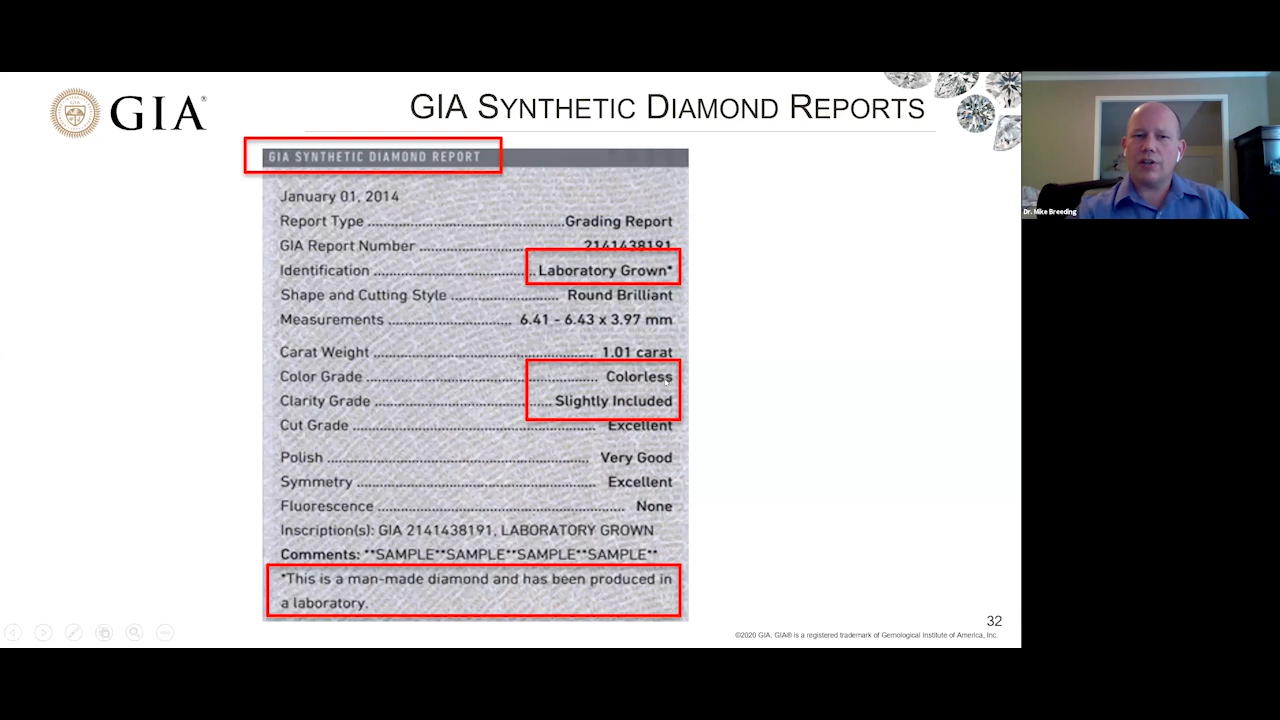 GIA®
GIA SYNTHETIC DIAMOND REPORTS
GIA SYNTHETIC DIAMOND REPORT
January 01, 2014
Report Type ........................................................Grading Report
GIA Report Number ............................................... 2141438191
Identification ............................................... Laboratory Grown*
Shape and Cutting Style .............................. Round Brilliant
Measurements ................................... 6.41 - 6.43 x 3.97 mm
Carat Weight ............................................................... 1.01 carat
Color Grade ................................................................. Colorless
Clarity Grade .................................................... Slightly Included
Cut Grade ..................................................................... Excellent
Polish .......................................................................... Very Good
Symmetry .................................................................... Excellent
Fluorescence ..................................................................... None
Inscription(s): GIA 2141438191, LABORATORY GROWN
Comments: **SAMPLE**SAMPLE**SAMPLE**SAMPLE**
*This is a man-made diamond and has been produced in
a laboratory.
Dr. Mike Breeding
32
©2020 GIA. GIA® is a registered trademark of Gemological Institute of America, Inc.